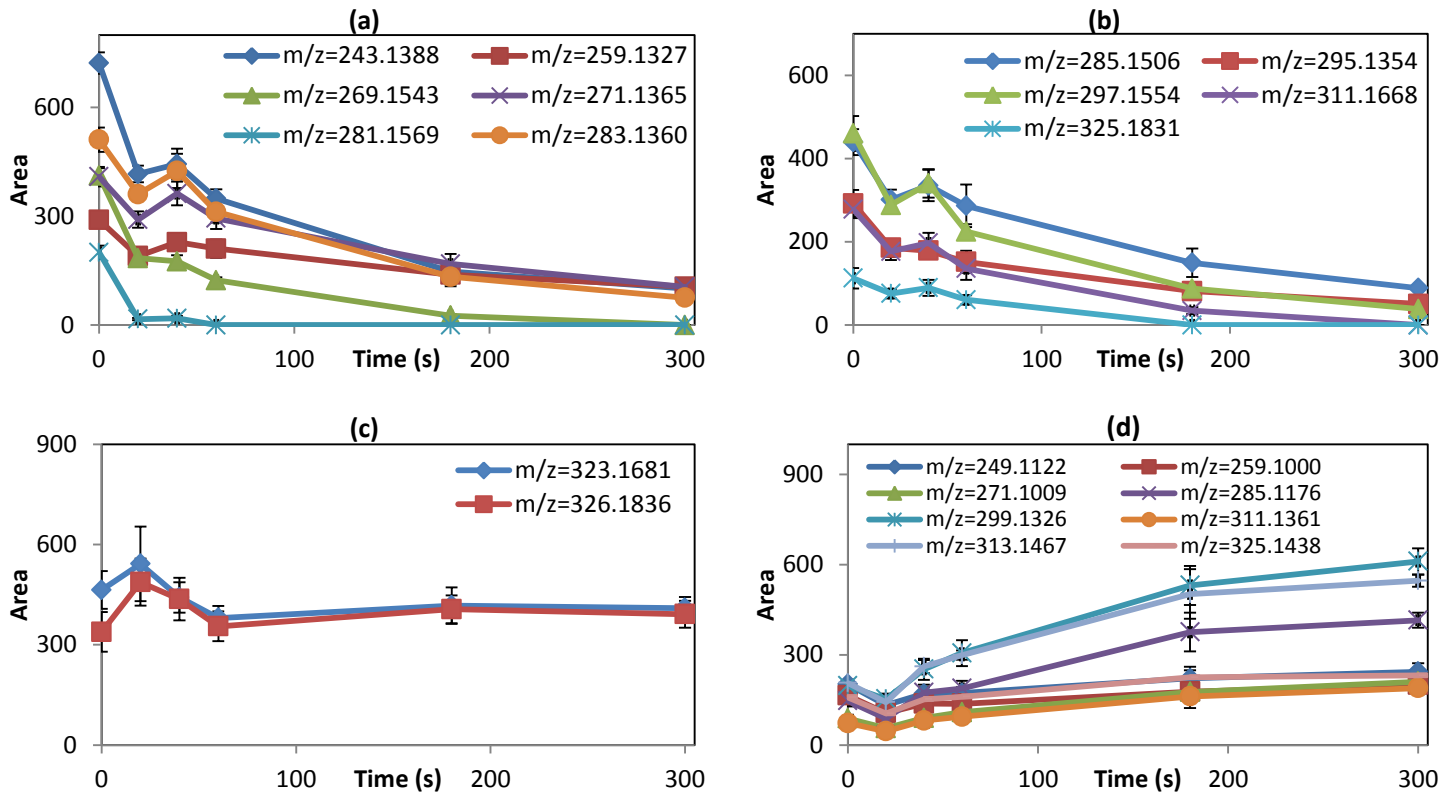 (a)
m/z=243.1388 m/z=259.1327
m/z=269.1543 m/z=271.1365
m/z=281.1569 m/z=283.1360
600
300
0
Area
0 100 200 300
Time (s)
(b)
m/z=285.1506 m/z=295.1354
m/z=297.1554 m/z=311.1668
m/z=325.1831
600
400
200
0
Area
0 100 200 300
Time (s)
(c)
m/z=323.1681
m/z=326.1836
900
600
300
0
Area
0 100 200 300
Time (s)
(d)
m/z=249.1122 m/z=259.1000
m/z=271.1009 m/z=285.1176
m/z=299.1326 m/z=311.1361
m/z=313.1467 m/z=325.1438
900
600
300
0
Area
0 100 200 300
Time (s)